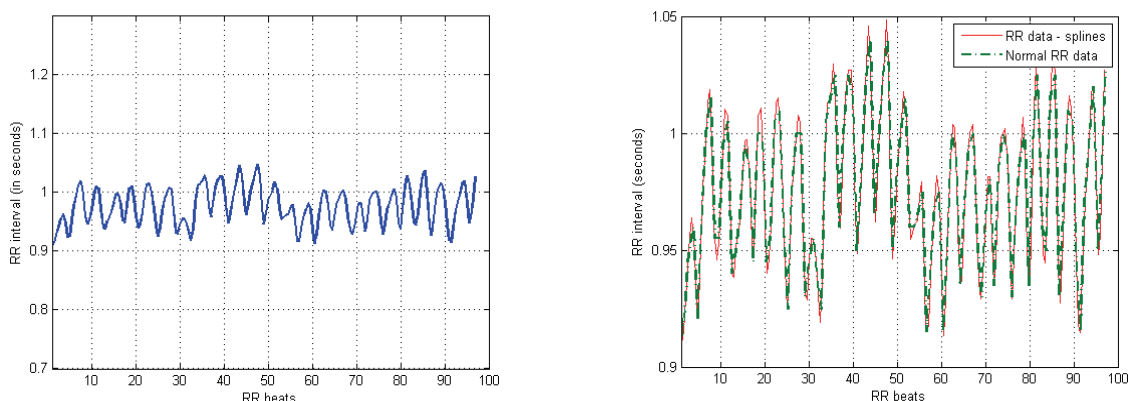 RR interval (in seconds)
1.2
1.1
1
0.9
0.8
0.7
10 20 30 40 50 60 70 80 90 100
RR beats
RR interval (seconds)
1.05
1
0.95
0.9
RR data - splines
Normal RR data
10 20 30 40 50 60 70 80 90 100
RR beats